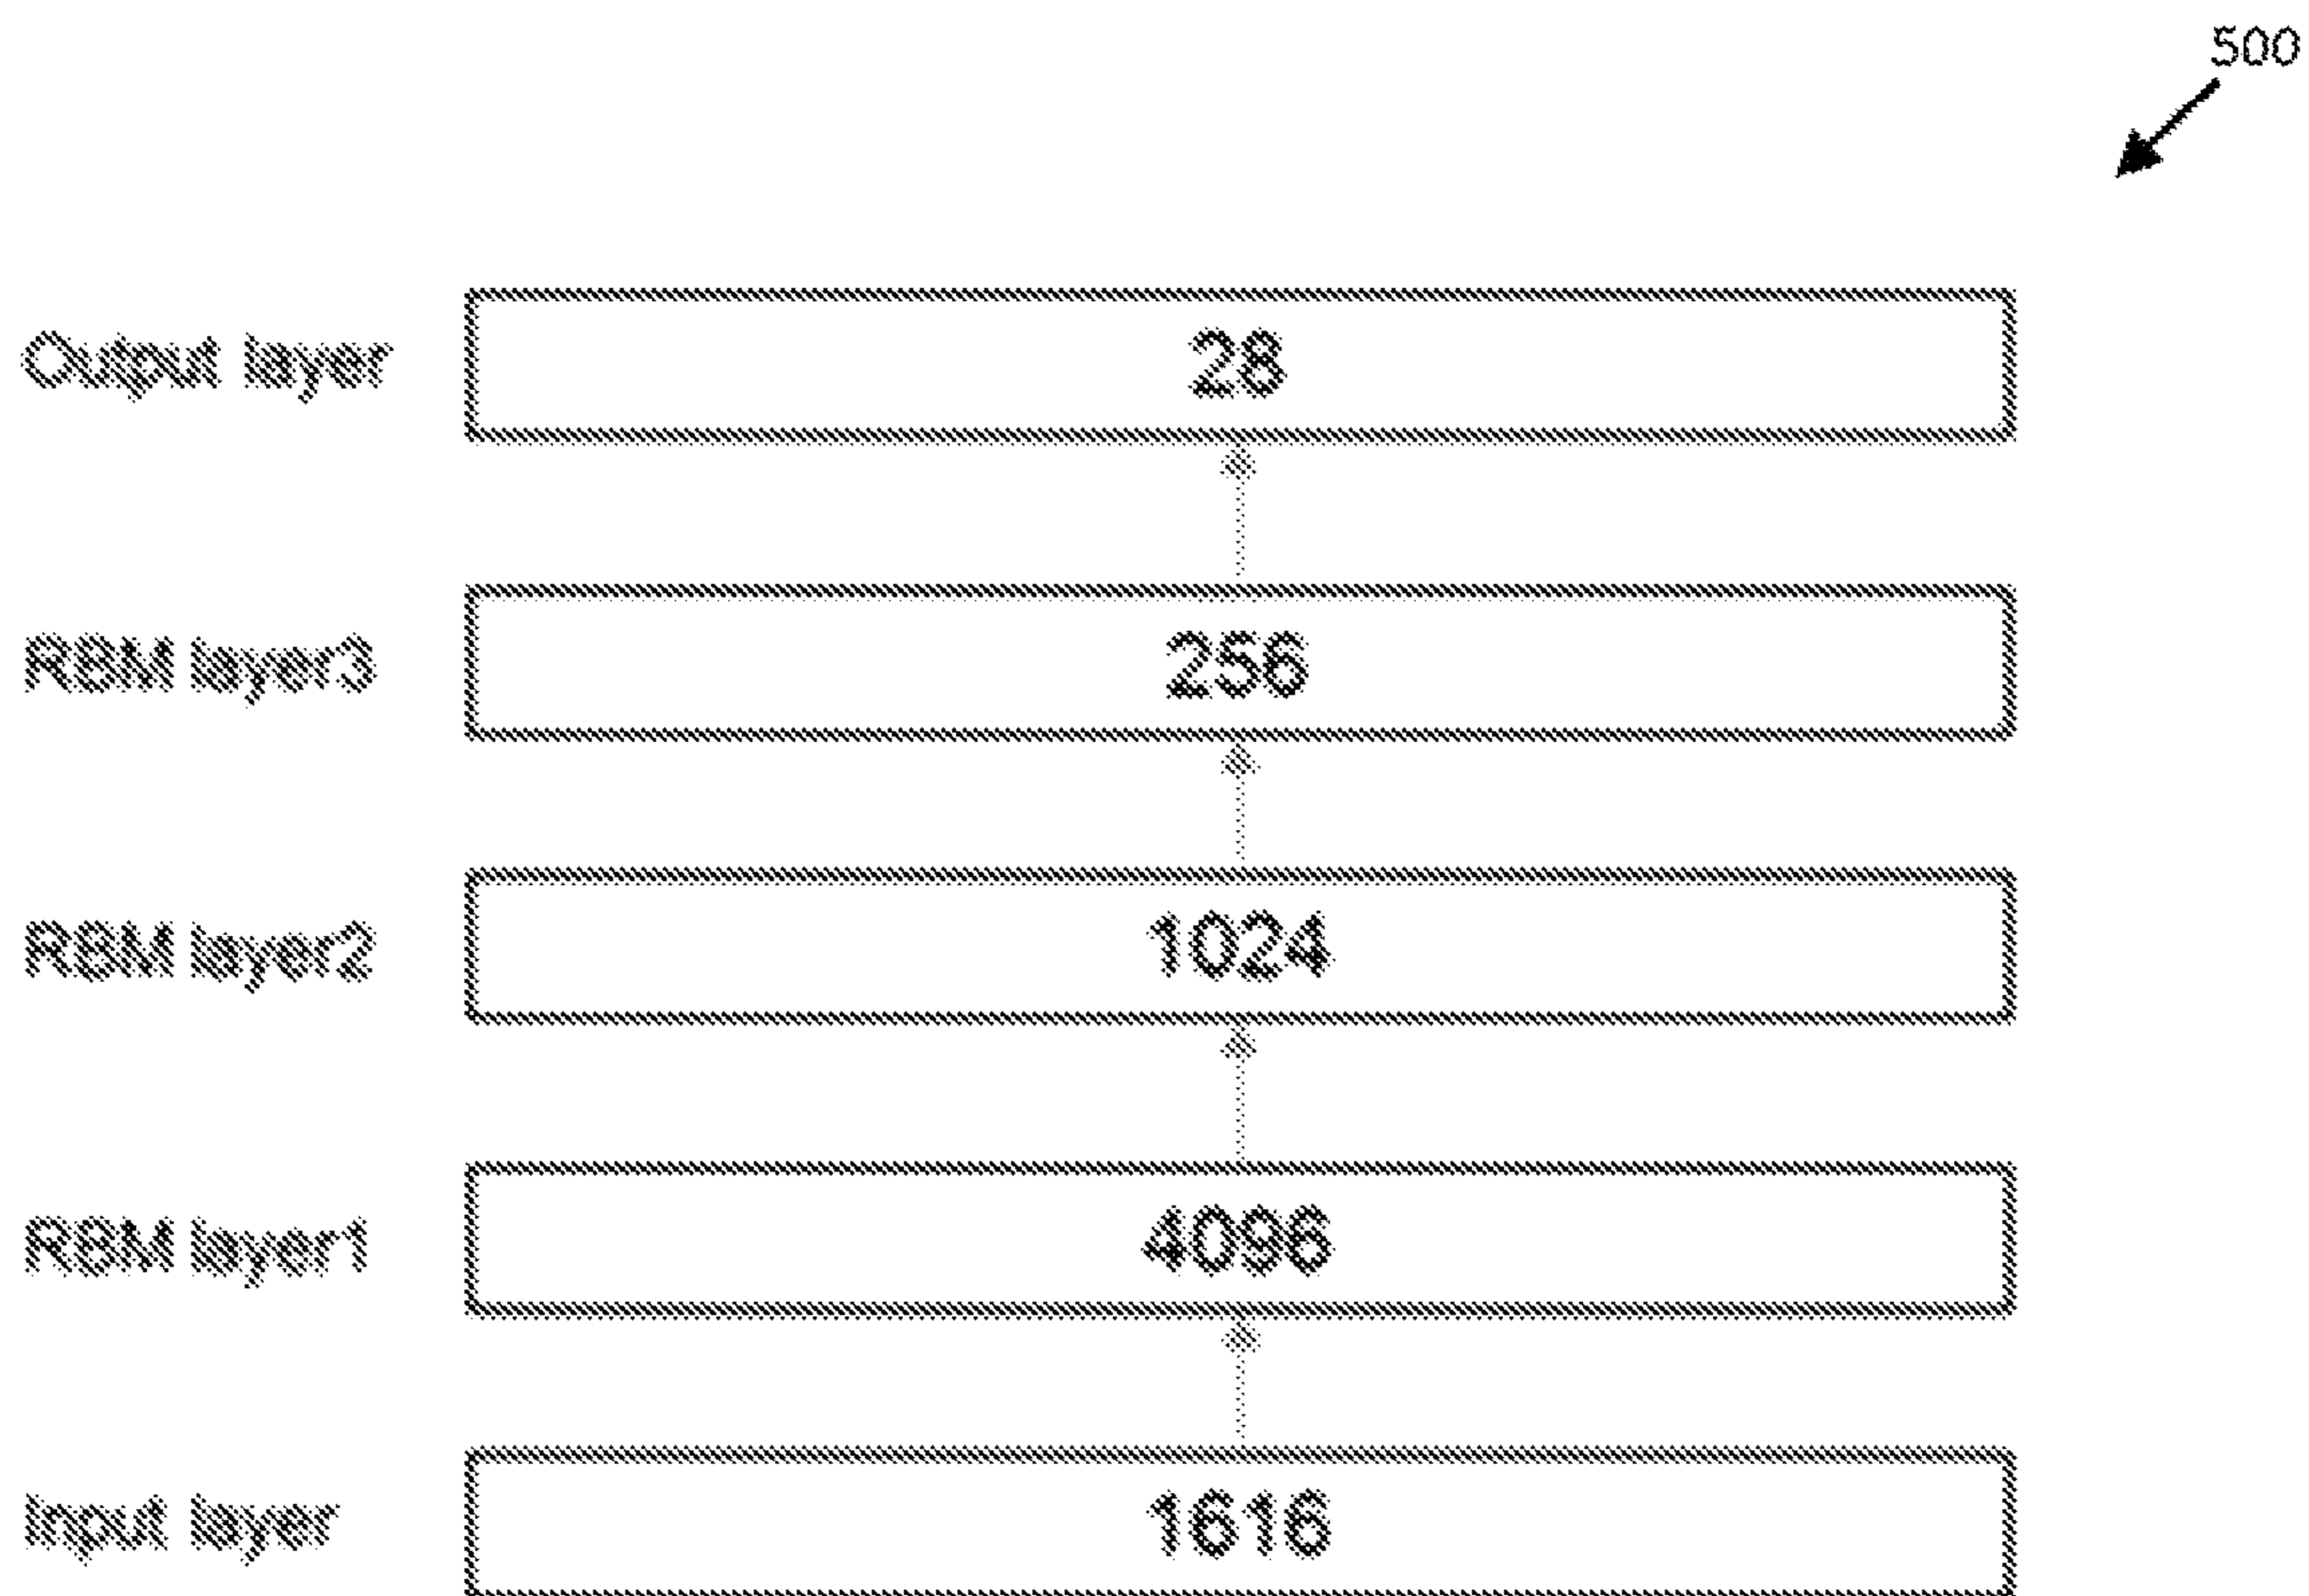 500
Output layer 28
RBM layer3 256
RBM layer2 1024
RBM layer1 4096
Input layer 1616